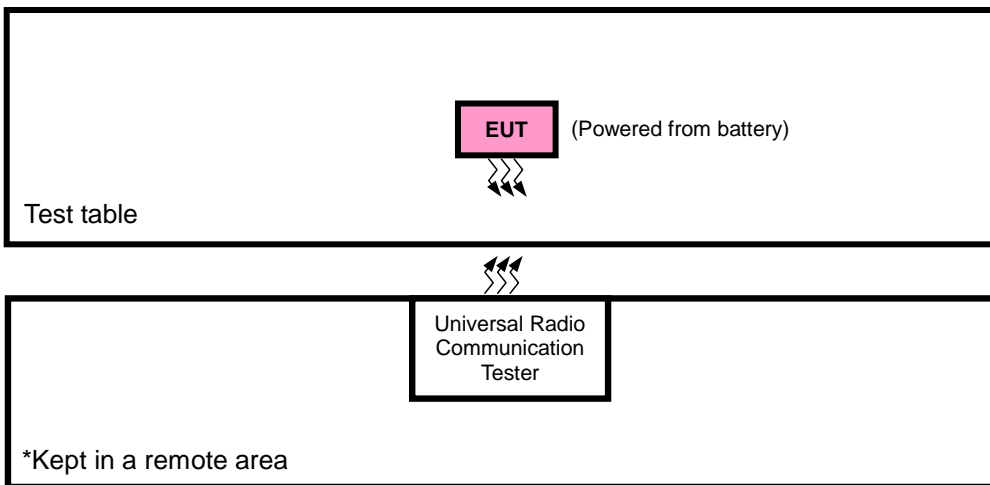 EUT
(Powered from battery)
Test table
Universal Radio
Communication
Tester
*Kept in a remote area